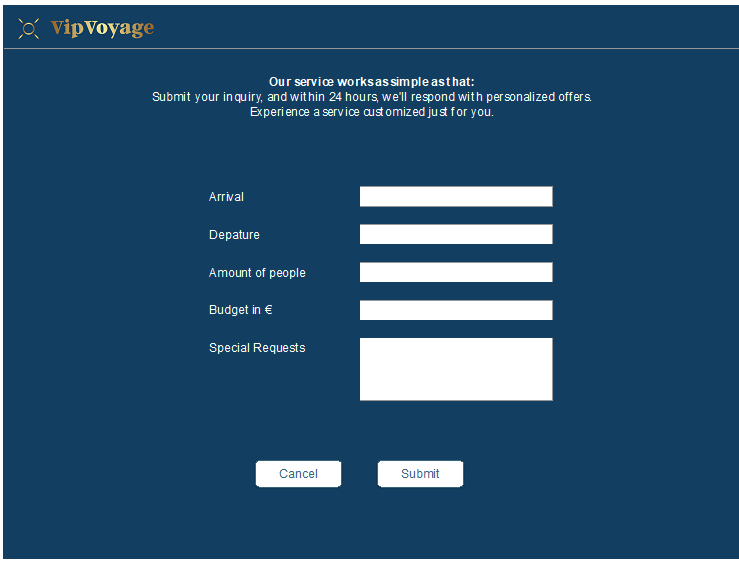 VipVoyage
Our service works as simple as that:
Submit your inquiry, and within 24 hours, we'll respond with personalized offers.
Experience a service customized just for you.
Arrival
Depature
Amount of people
Budget in €
Special Requests
Cancel Submit